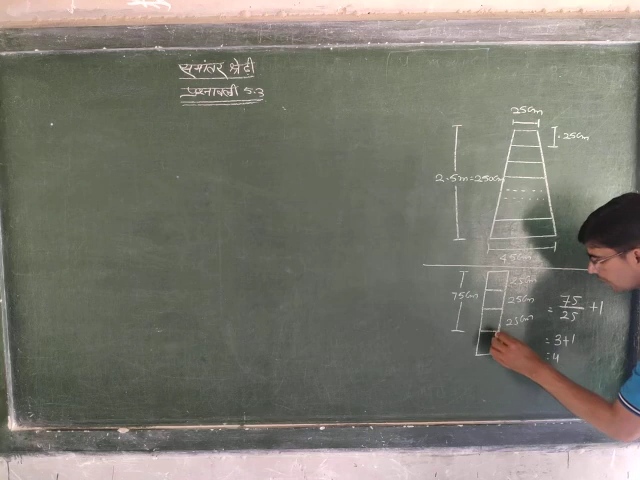 समांतर श्रेढ़ी
प्रश्नावली 5.3
25cm
25cm
2.5m=250cm
45cm
75cm
25cm
25cm
25cm
= 75/25 +1
= 3+1
: 4